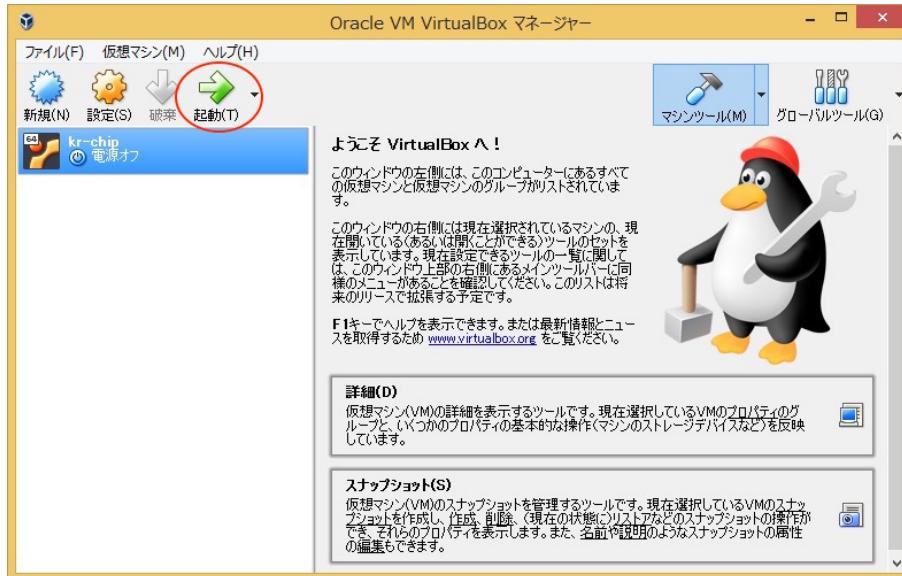 Oracle VM VirtualBox マネージャー
ファイル(F) 仮想マシン(M) ヘルプ(H)
新規(N) 設定(S) 破棄 起動(T) マシンツール(M) グローバルツール(G)
64 kr-chip
電源オフ
ようこそ VirtualBox へ！
このウィンドウの左側には、このコンピューターにあるすべて
の仮想マシンと仮想マシンのグループがリストされていま
す。
このウィンドウの右側には現在選択されているマシンの、現
在開いている(あるいは開くことができる)ツールのセットを
表示しています。現在設定できるツールの一覧に関して
は、このウィンドウ上部の右側にあるメインツールバーに同
様のメニューがあることを確認してください。このリストは将
来のリリースで拡張する予定です。
F1キーでヘルプを表示できます。または最新情報とニュー
スを取得するため www.virtualbox.org をご覧ください。
詳細(D)
仮想マシン(VM)の詳細を表示するツールです。現在選択しているVMのプロパティのグ
ループと、いくつかのプロパティの基本的な操作(マシンのストレージデバイスなど)を反映
しています。
スナップショット(S)
仮想マシン(VM)のスナップショットを管理するツールです。現在選択しているVMのスナッ
プショットを作成し、作成、削除、(現在の状態に)リストアなどのスナップショットの操作が
でき、それらのプロパティを表示します。また、名前や説明のようなスナップショットの属性
の編集もできます。